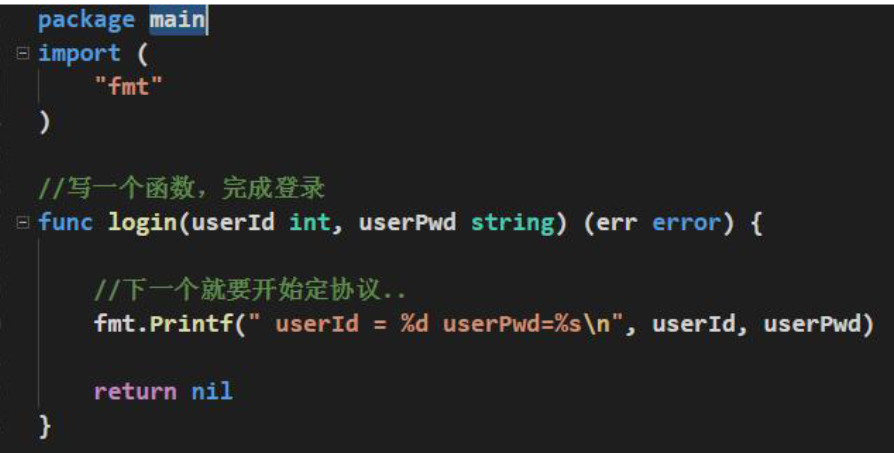 package main
import (
"fmt"
)
//写一个函数，完成登录
func login(userId int, userPwd string) (err error) {
//下一个就要开始定协议..
fmt.Printf(" userId = %d userPwd=%s\n", userId, userPwd)
return nil
}